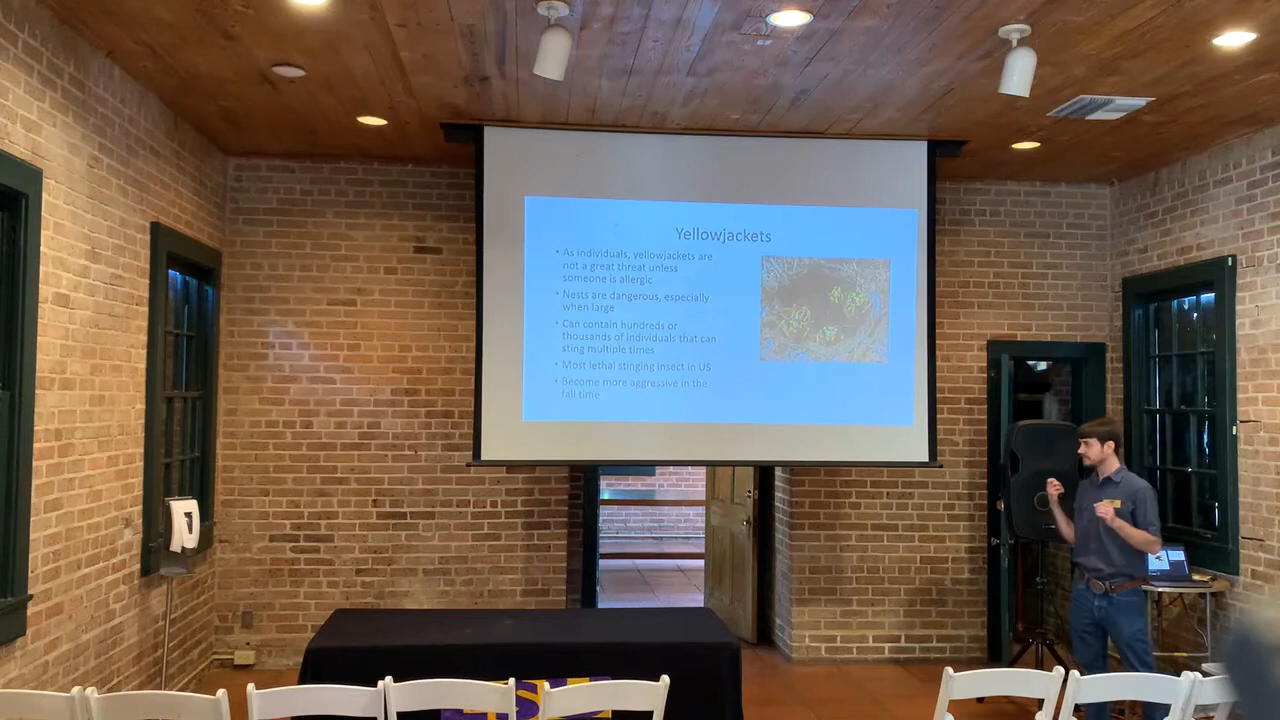 Yellowjackets
• As individuals, yellowjackets are
not a great threat unless
someone is allergic
• Nests are dangerous, especially
when large
• Can contain hundreds or
thousands of individuals that can
sting multiple times
• Most lethal stinging insect in US
• Become more aggressive in the
fall time